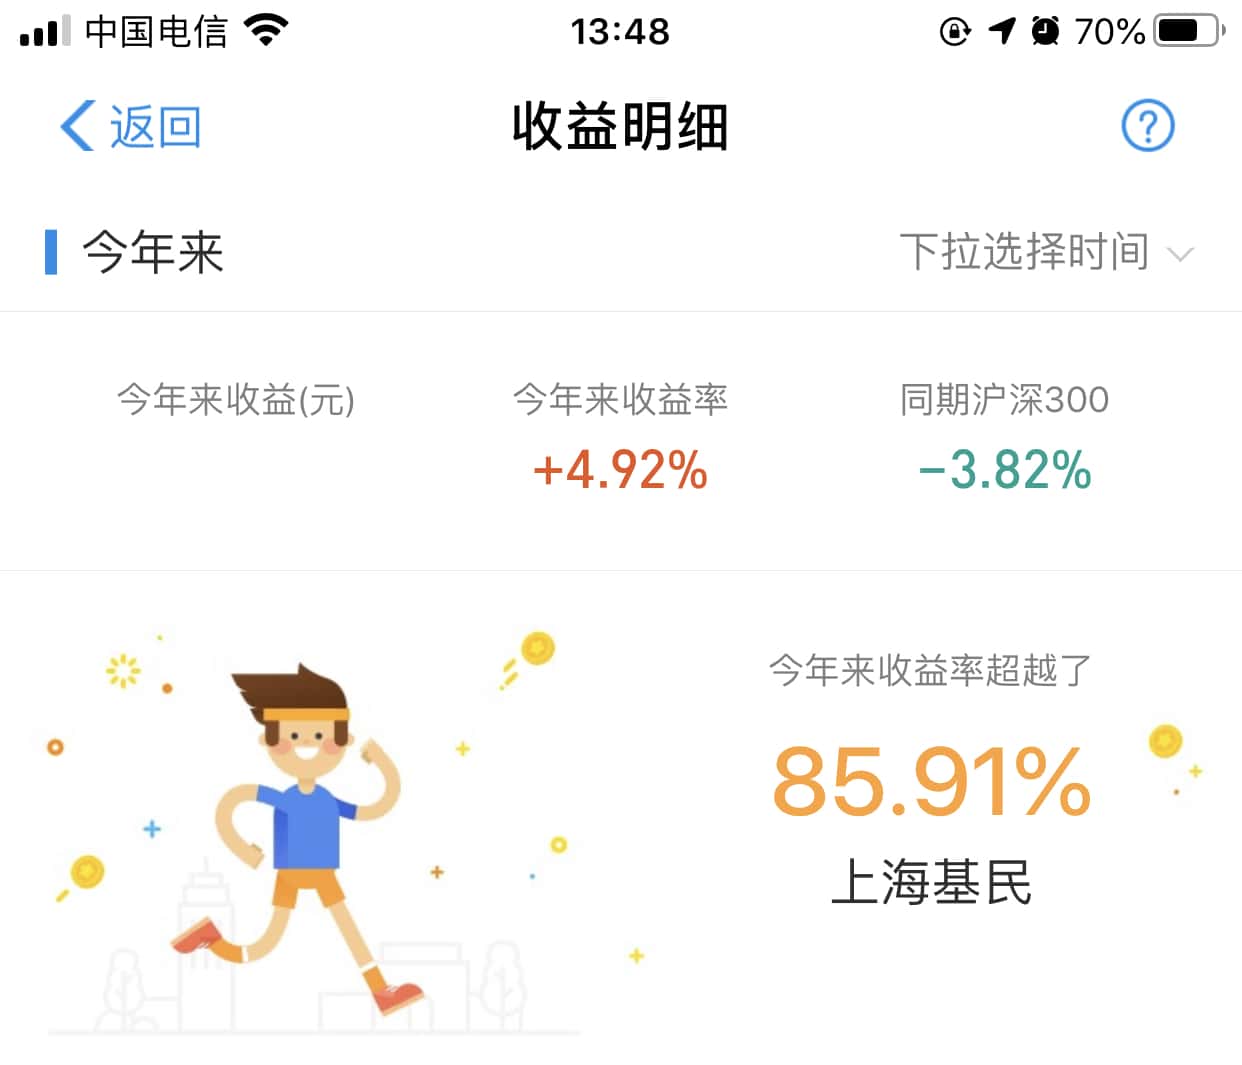 中国电信 13:48 70%
返回 收益明细 ?
今年来 下拉选择时间
今年来收益(元) 今年来收益率 同期沪深300
+4.92% -3.82%
今年来收益率超越了
85.91%
上海基民